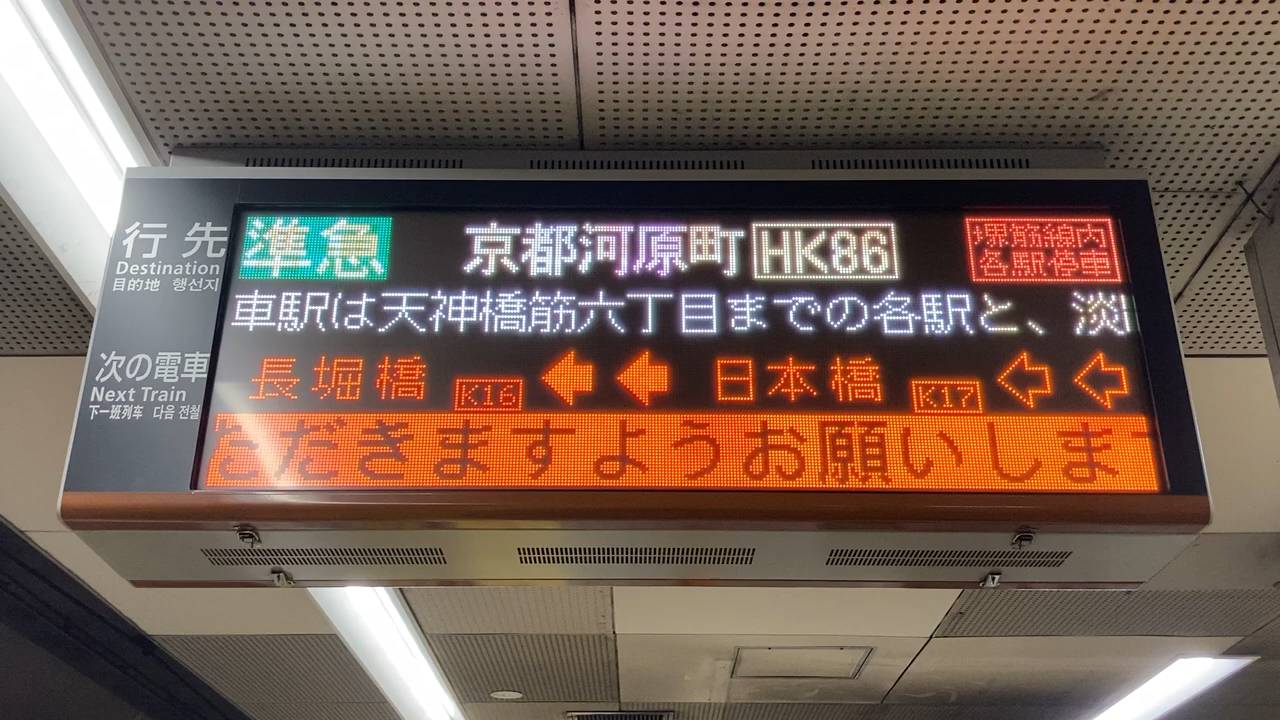 行先
Destination
目的地 행선지
準急 京都河原町 HK86 堺筋線内
各駅停車
車駅は天神橋筋六丁目までの各駅と、淡
次の電車
Next Train
下一班列车 다음 전철
長堀橋 K16 ←← 日本橋 K17 ⇦⇦
ただきますようお願いしま